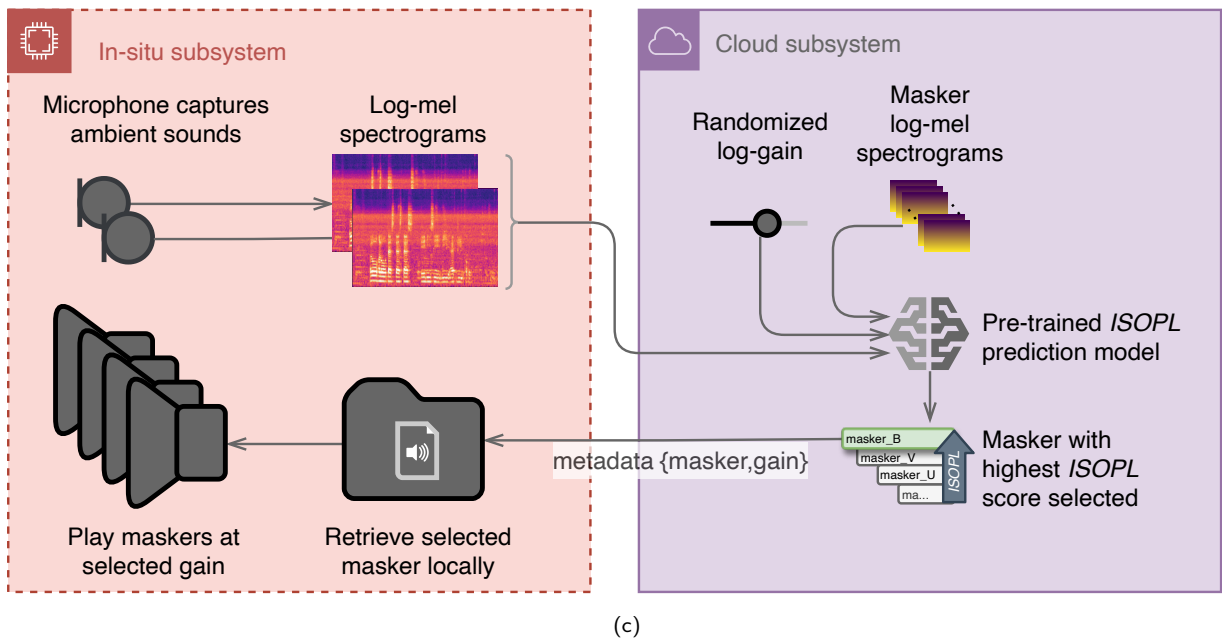 In-situ subsystem
Microphone captures
ambient sounds
Log-mel
spectrograms
Play maskers at
selected gain
Retrieve selected
masker locally
Cloud subsystem
Randomized
log-gain
Masker
log-mel
spectrograms
Pre-trained ISOPL
prediction model
masker_B
masker_V
masker_U
ma...
ISOPL
Masker with
highest ISOPL
score selected
metadata {masker,gain}
(c)